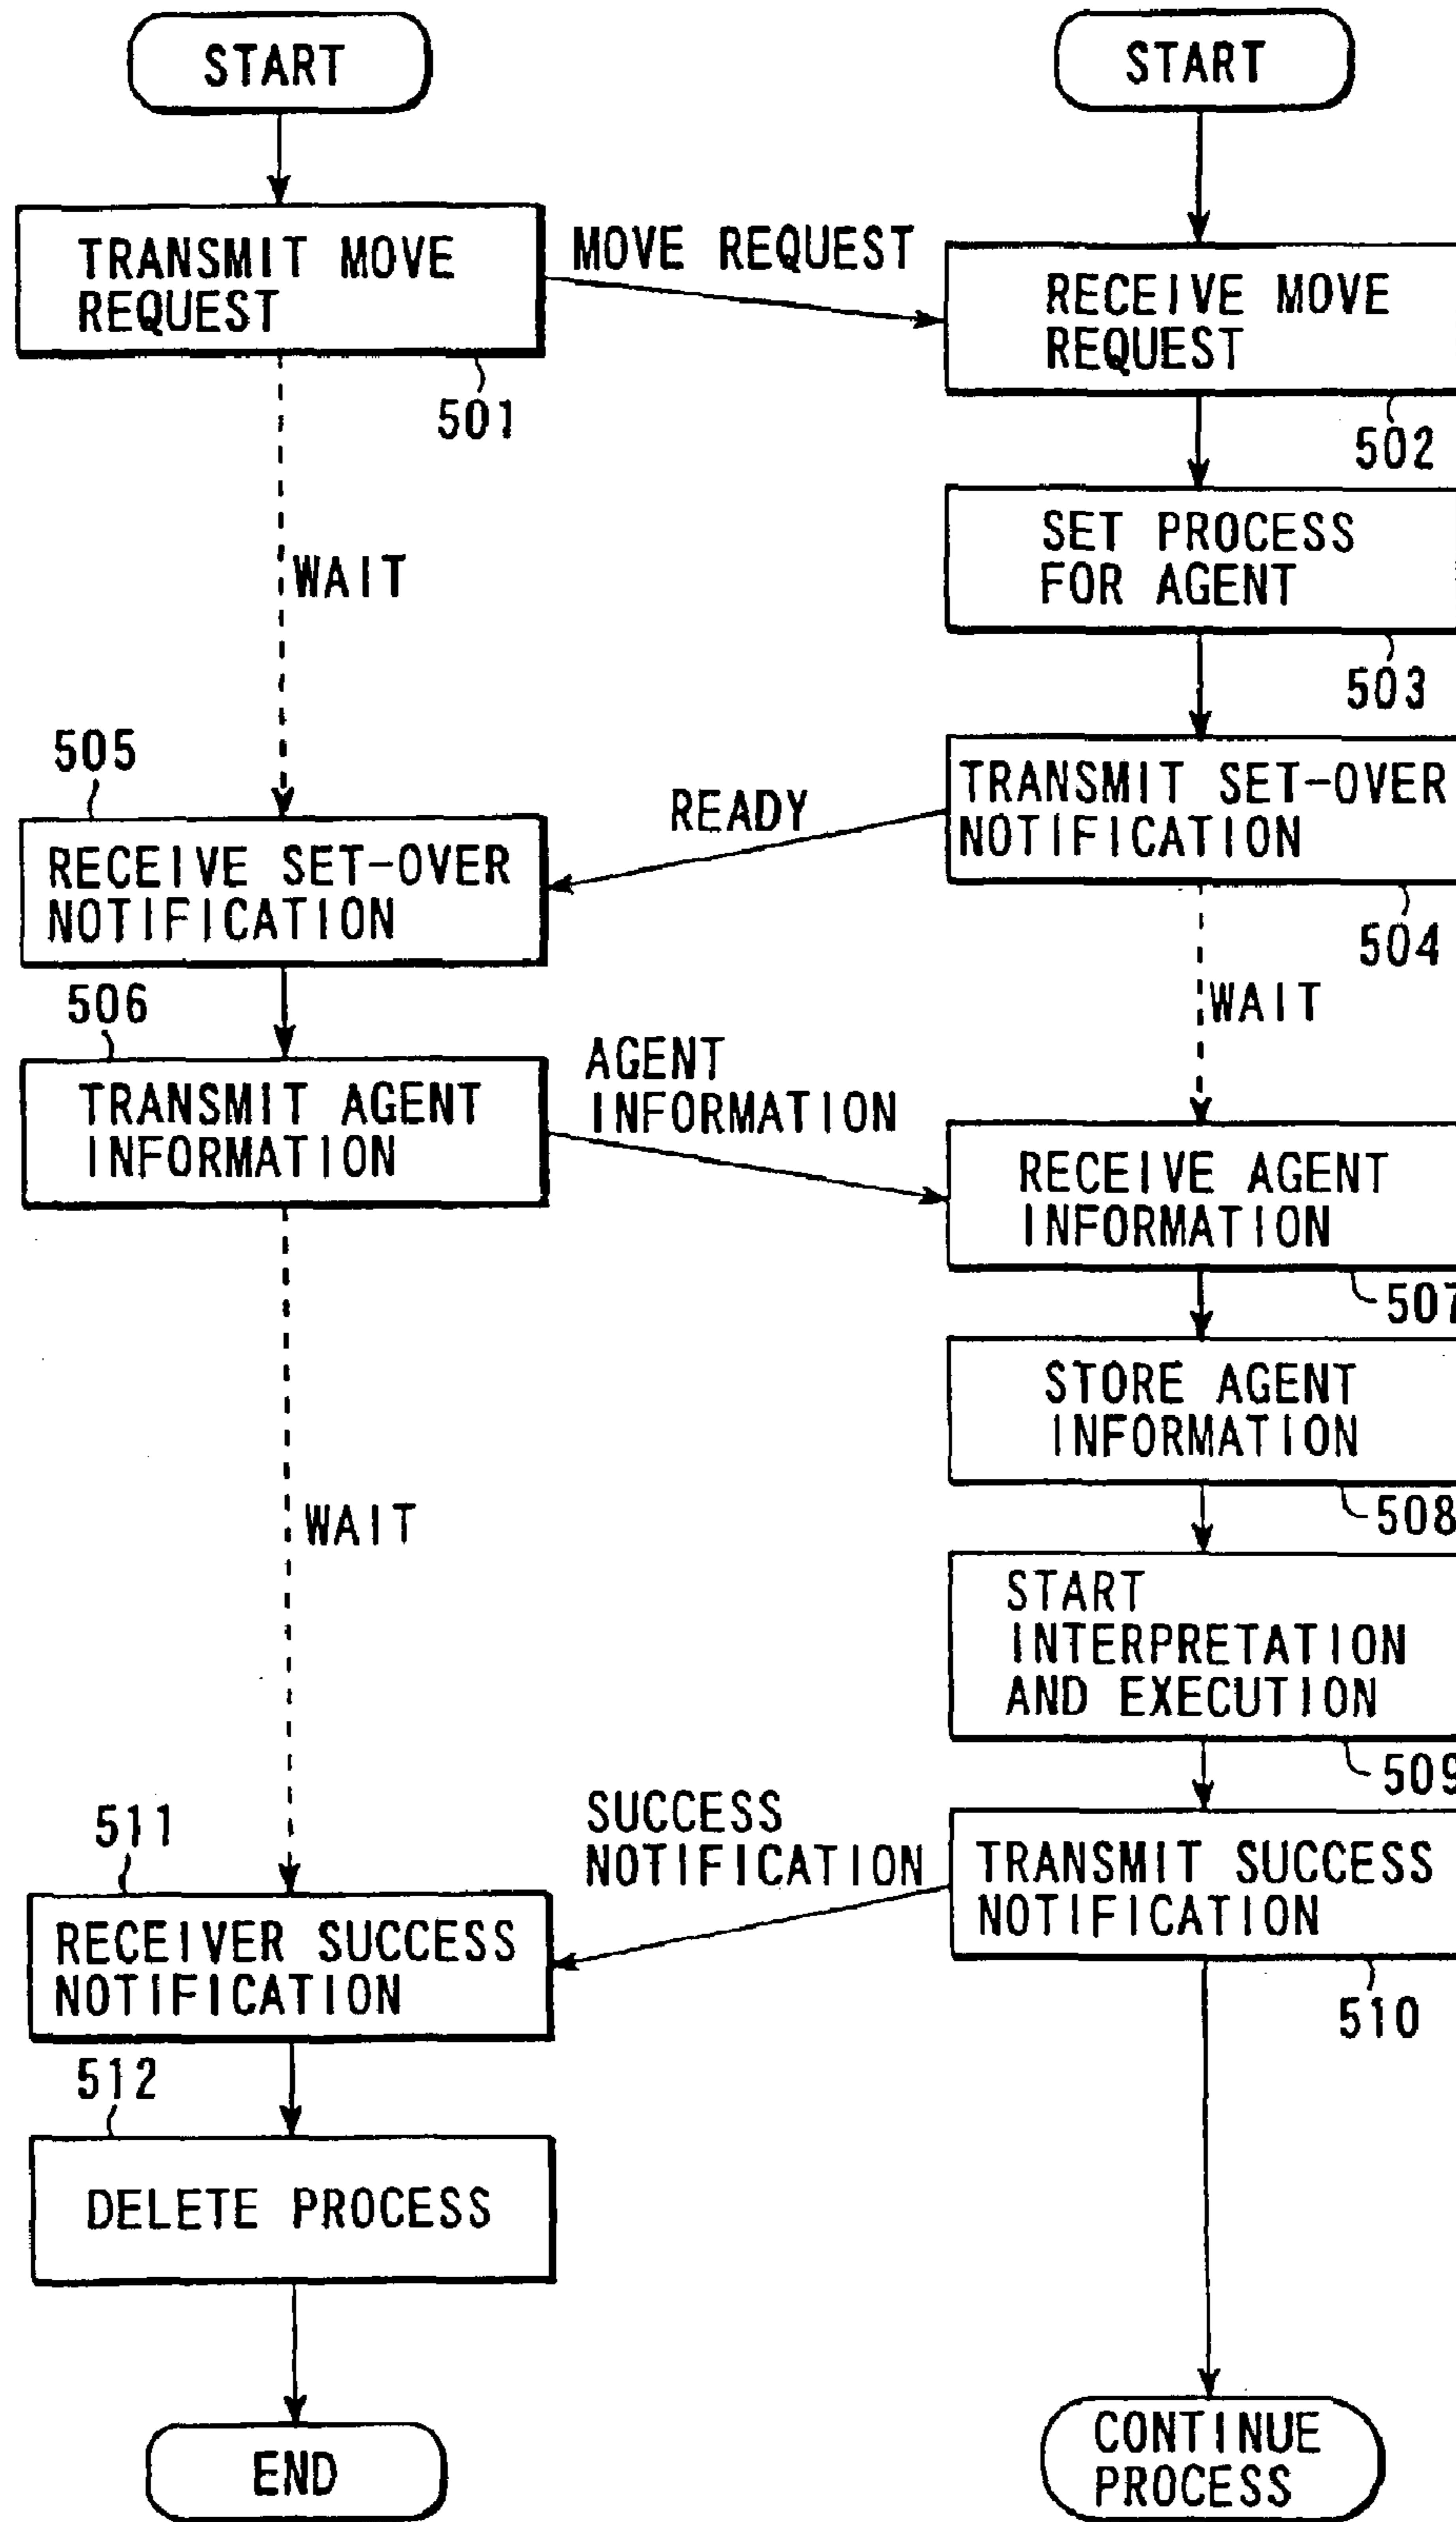 START
START
TRANSMIT MOVE
REQUEST
MOVE REQUEST
RECEIVE MOVE
REQUEST
501
502
SET PROCESS
FOR AGENT
WAIT
503
505
TRANSMIT SET-OVER
NOTIFICATION
READY
RECEIVE SET-OVER
NOTIFICATION
504
506
WAIT
AGENT
INFORMATION
TRANSMIT AGENT
INFORMATION
RECEIVE AGENT
INFORMATION
507
STORE AGENT
INFORMATION
508
WAIT
START
INTERPRETATION
AND EXECUTION
509
511
SUCCESS
NOTIFICATION
TRANSMIT SUCCESS
NOTIFICATION
RECEIVER SUCCESS
NOTIFICATION
510
512
DELETE PROCESS
END
CONTINUE
PROCESS